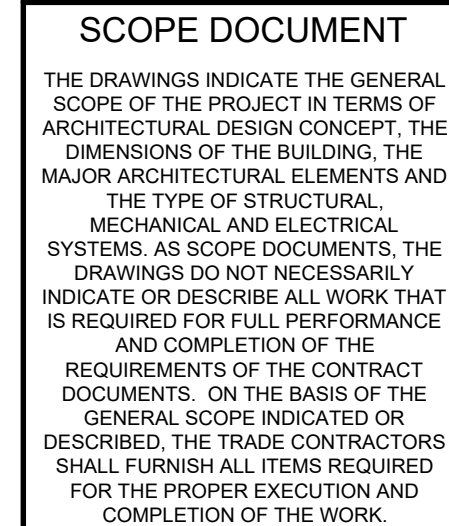 SCOPE DOCUMENT
THE DRAWINGS INDICATE THE GENERAL
SCOPE OF THE PROJECT IN TERMS OF
ARCHITECTURAL DESIGN CONCEPT, THE
DIMENSIONS OF THE BUILDING, THE
MAJOR ARCHITECTURAL ELEMENTS AND
THE TYPE OF STRUCTURAL,
MECHANICAL AND ELECTRICAL
SYSTEMS. AS SCOPE DOCUMENTS, THE
DRAWINGS DO NOT NECESSARILY
INDICATE OR DESCRIBE ALL WORK THAT
IS REQUIRED FOR FULL PERFORMANCE
AND COMPLETION OF THE
REQUIREMENTS OF THE CONTRACT
DOCUMENTS.  ON THE BASIS OF THE
GENERAL SCOPE INDICATED OR
DESCRIBED, THE TRADE CONTRACTORS
SHALL FURNISH ALL ITEMS REQUIRED
FOR THE PROPER EXECUTION AND
COMPLETION OF THE WORK.